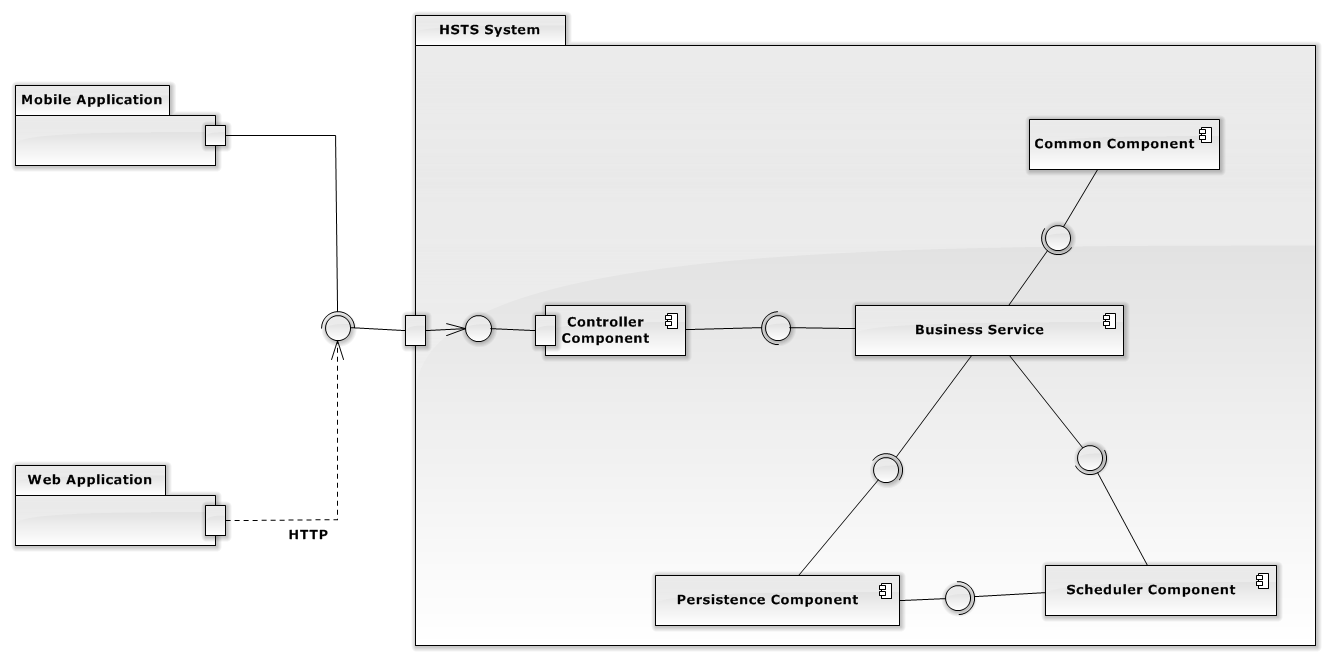 HSTS System
Mobile Application
Common Component
Controller
Component
Business Service
Web Application
HTTP
Persistence Component
Scheduler Component